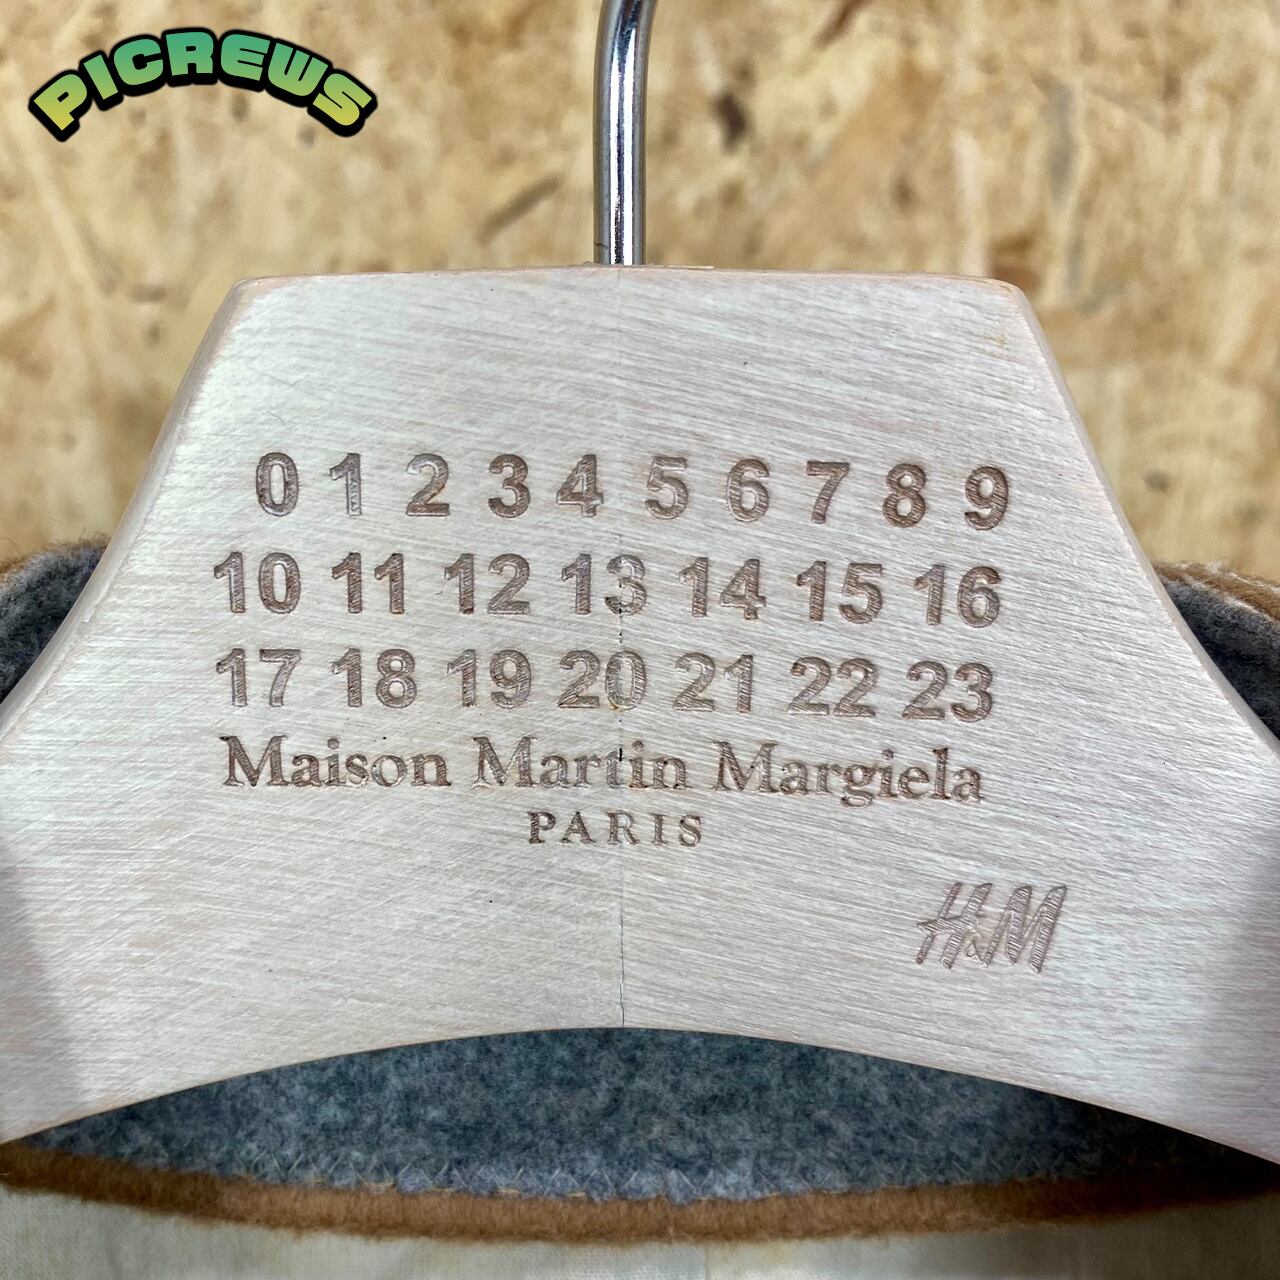 PICREWS
0 1 2 3 4 5 6 7 8 9
10 11 12 13 14 15 16
17 18 19 20 21 22 23
Maison Martin Margiela
PARIS
H&M